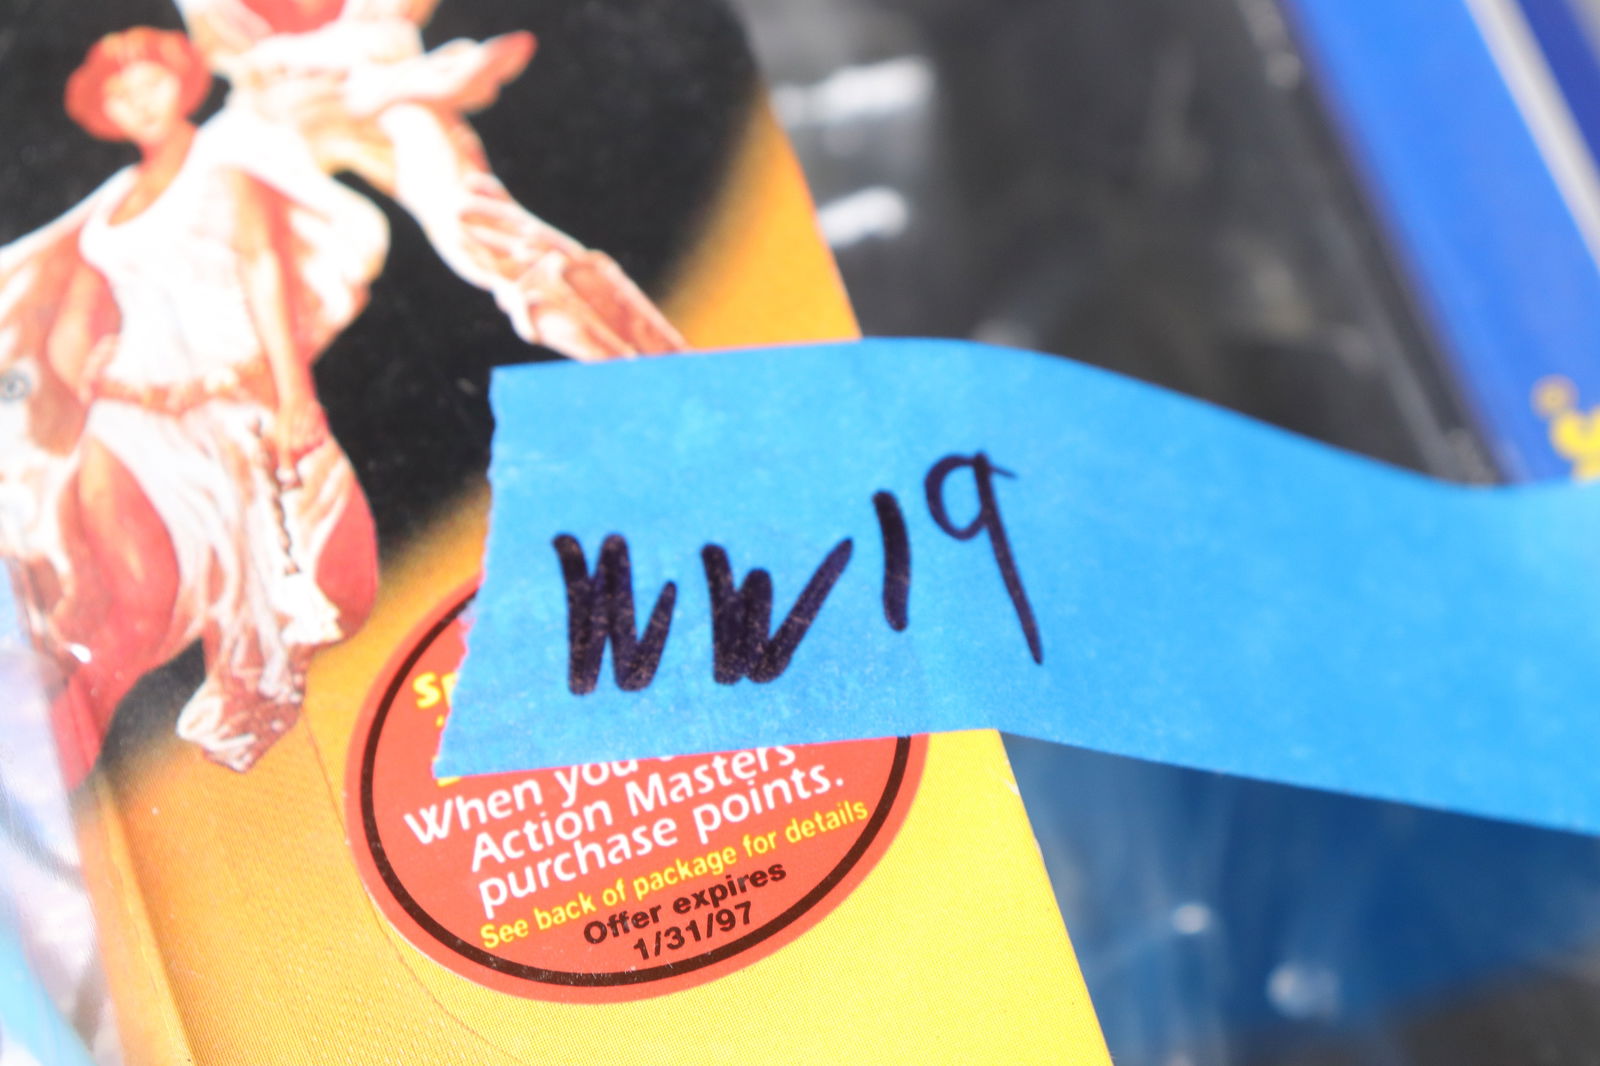 WW19
When you
Action Masters
purchase points.
See back of package for details
Offer expires
1/31/97